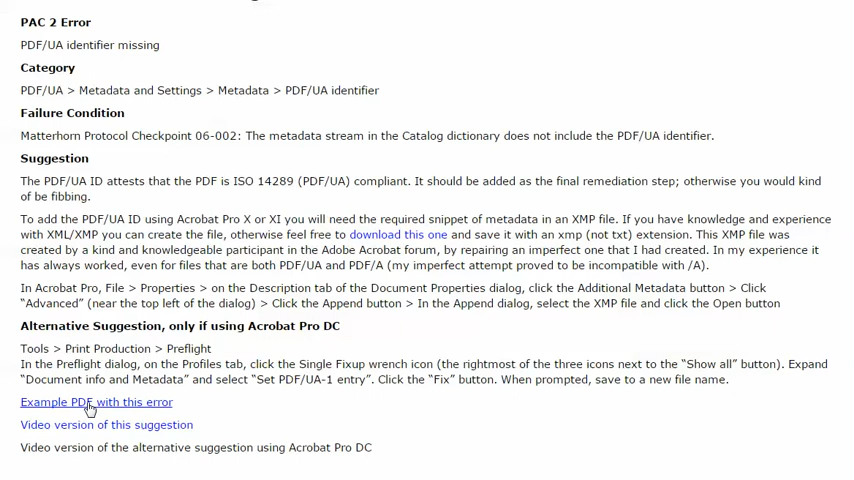 PAC 2 Error
PDF/UA identifier missing
Category
PDF/UA > Metadata and Settings > Metadata > PDF/UA identifier
Failure Condition
Matterhorn Protocol Checkpoint 06-002: The metadata stream in the Catalog dictionary does not include the PDF/UA identifier.
Suggestion
The PDF/UA ID attests that the PDF is ISO 14289 (PDF/UA) compliant. It should be added as the final remediation step; otherwise you would kind
of be fibbing.
To add the PDF/UA ID using Acrobat Pro X or XI you will need the required snippet of metadata in an XMP file. If you have knowledge and experience
with XML/XMP you can create the file, otherwise feel free to download this one and save it with an xmp (not txt) extension. This XMP file was
created by a kind and knowledgeable participant in the Adobe Acrobat forum, by repairing an imperfect one that I had created. In my experience it
has always worked, even for files that are both PDF/UA and PDF/A (my imperfect attempt proved to be incompatible with /A).
In Acrobat Pro, File > Properties > on the Description tab of the Document Properties dialog, click the Additional Metadata button > Click
“Advanced” (near the top left of the dialog) > Click the Append button > In the Append dialog, select the XMP file and click the Open button
Alternative Suggestion, only if using Acrobat Pro DC
Tools > Print Production > Preflight
In the Preflight dialog, on the Profiles tab, click the Single Fixup wrench icon (the rightmost of the three icons next to the “Show all” button). Expand
“Document info and Metadata” and select “Set PDF/UA-1 entry”. Click the “Fix” button. When prompted, save to a new file name.
Example PDF with this error
Video version of this suggestion
Video version of the alternative suggestion using Acrobat Pro DC